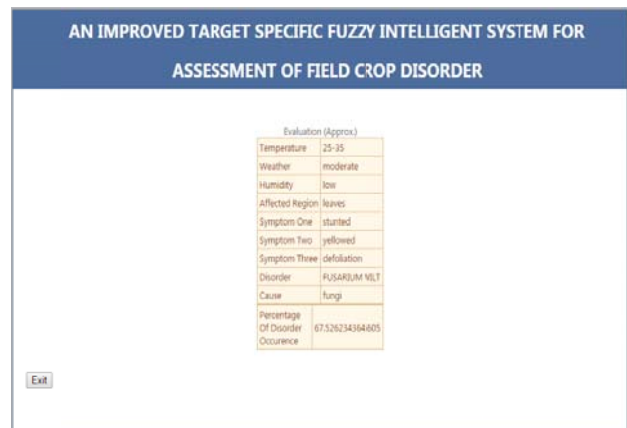 AN IMPROVED TARGET SPECIFIC FUZZY INTELLIGENT SYSTEM FOR
ASSESSMENT OF FIELD CROP DISORDER
Evaluation (Approx.)
Temperature 25-35
Weather moderate
Humidity low
Affected Region leaves
Symptom One stunted
Symptom Two yellowed
Symptom Three defoliation
Disorder FUSARIUM WILT
Cause fungi
Percentage
Of Disorder 67.526234364605
Occurence
Exit